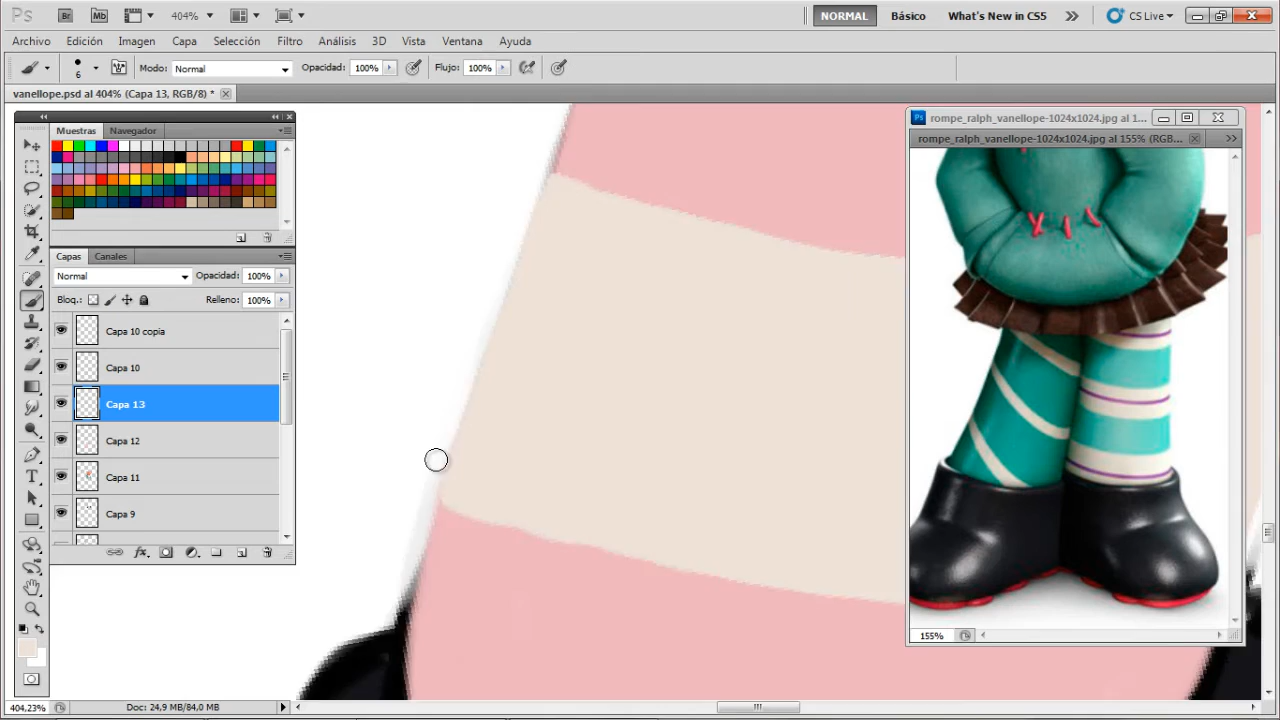 Ps Br Mb 404% NORMAL Básico What's New in CS5 CS Live
Archivo Edición Imagen Capa Selección Filtro Análisis 3D Vista Ventana Ayuda
6 Modo: Normal Opacidad: 100% Flujo: 100%
vanellope.psd al 404% (Capa 13, RGB/8) *
Muestras Navegador
Capas Canales
Normal Opacidad: 100%
Bloq.: Relleno: 100%
Capa 10 copia
Capa 10
Capa 13
Capa 12
Capa 11
Capa 9
fx
T
Ps rompe_ralph_vanellope-1024x1024.jpg al 1...
rompe_ralph_vanellope-1024x1024.jpg al 155% (RGB...
155%
404,23% Doc: 24,9 MB/84,0 MB